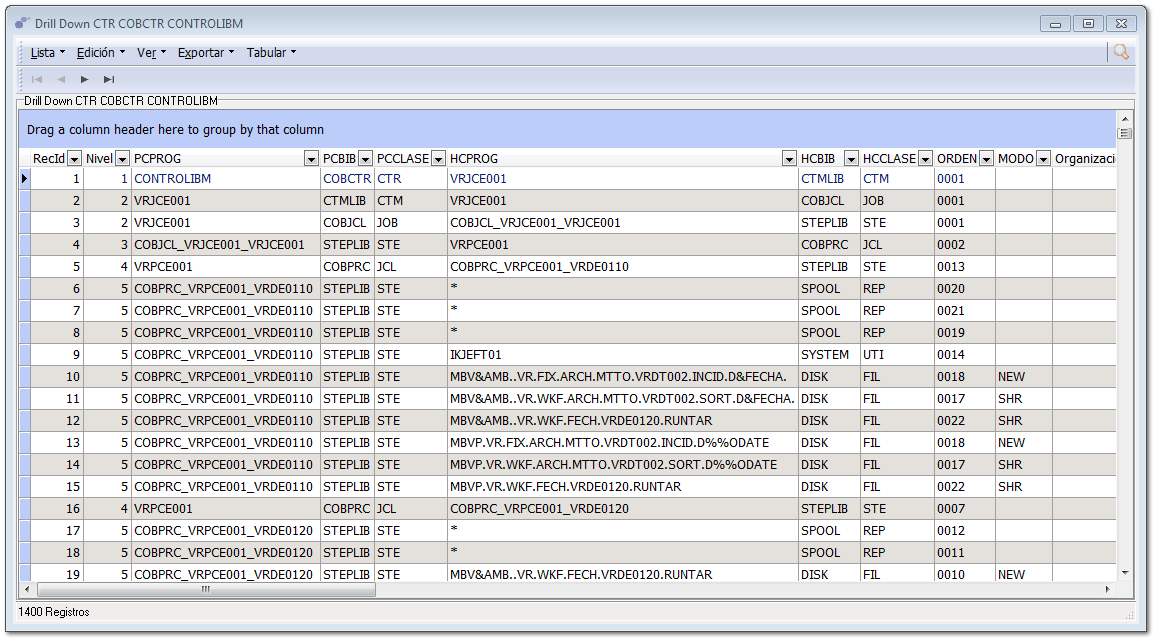 Drill Down CTR COBCTR CONTROLIBM
Lista Edición Ver Exportar Tabular
Drill Down CTR COBCTR CONTROLIBM
Drag a column header here to group by that column
RecId Nivel PCPROG PCBIB PCCLASE HCPROG HCBIB HCCLASE ORDEN MODO Organizaci
1 1 CONTROLIBM COBCTR CTR VRJCE001 CTMLIB CTM 0001
2 2 VRJCE001 CTMLIB CTM VRJCE001 COBJCL JOB 0001
3 2 VRJCE001 COBJCL JOB COBJCL_VRJCE001_VRJCE001 STEPLIB STE 0001
4 3 COBJCL_VRJCE001_VRJCE001 STEPLIB STE VRPCE001 COBPRC JCL 0002
5 4 VRPCE001 COBPRC JCL COBPRC_VRPCE001_VRDE0110 STEPLIB STE 0013
6 5 COBPRC_VRPCE001_VRDE0110 STEPLIB STE * SPOOL REP 0020
7 5 COBPRC_VRPCE001_VRDE0110 STEPLIB STE * SPOOL REP 0021
8 5 COBPRC_VRPCE001_VRDE0110 STEPLIB STE * SPOOL REP 0019
9 5 COBPRC_VRPCE001_VRDE0110 STEPLIB STE IKJEFT01 SYSTEM UTI 0014
10 5 COBPRC_VRPCE001_VRDE0110 STEPLIB STE MBV&AMB..VR.FIX.ARCH.MTTO.VRDT002.INCID.D&FECHA. DISK FIL 0018 NEW
11 5 COBPRC_VRPCE001_VRDE0110 STEPLIB STE MBV&AMB..VR.WKF.ARCH.MTTO.VRDT002.SORT.D&FECHA. DISK FIL 0017 SHR
12 5 COBPRC_VRPCE001_VRDE0110 STEPLIB STE MBV&AMB..VR.WKF.FECH.VRDE0120.RUNTAR DISK FIL 0022 SHR
13 5 COBPRC_VRPCE001_VRDE0110 STEPLIB STE MBVP.VR.FIX.ARCH.MTTO.VRDT002.INCID.D%%ODATE DISK FIL 0018 NEW
14 5 COBPRC_VRPCE001_VRDE0110 STEPLIB STE MBVP.VR.WKF.ARCH.MTTO.VRDT002.SORT.D%%ODATE DISK FIL 0017 SHR
15 5 COBPRC_VRPCE001_VRDE0110 STEPLIB STE MBVP.VR.WKF.FECH.VRDE0120.RUNTAR DISK FIL 0022 SHR
16 4 VRPCE001 COBPRC JCL COBPRC_VRPCE001_VRDE0120 STEPLIB STE 0007
17 5 COBPRC_VRPCE001_VRDE0120 STEPLIB STE * SPOOL REP 0012
18 5 COBPRC_VRPCE001_VRDE0120 STEPLIB STE * SPOOL REP 0011
19 5 COBPRC_VRPCE001_VRDE0120 STEPLIB STE MBV&AMB..VR.WKF.FECH.VRDE0120.RUNTAR DISK FIL 0010 NEW
1400 Registros